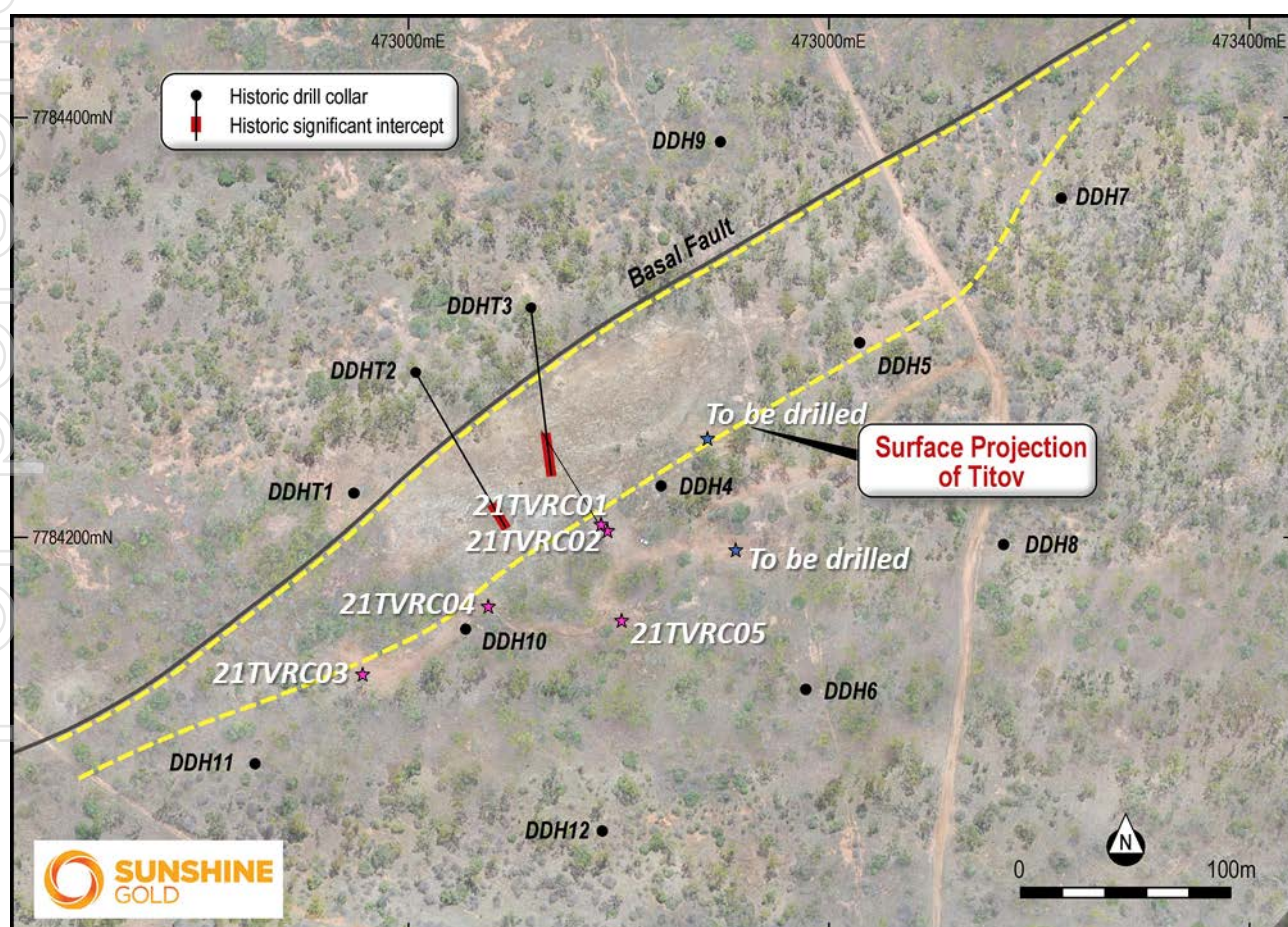 473000mE
473000mE
473400mE
Historic drill collar
Historic significant intercept
7784400mN
DDH9
DDH7
Basal Fault
DDHT3
DDHT2
DDH5
To be drilled
Surface Projection
of Titov
DDHT1
DDH4
21TVRC01
21TVRC02
7784200mN
To be drilled
DDH8
21TVRC04
21TVRC05
DDH10
21TVRC03
DDH6
DDH11
DDH12
N
SUNSHINE
GOLD
0
100m